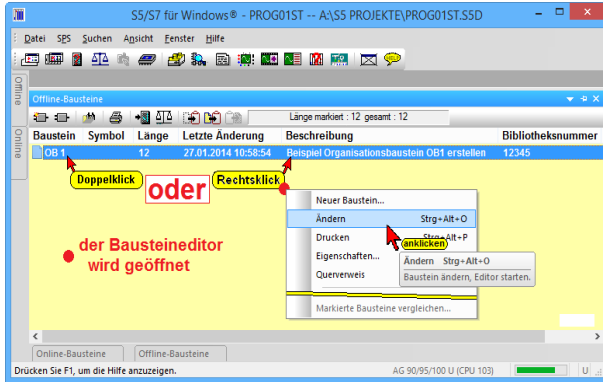 S5/S7 für Windows® - PROG01ST -- A:\S5 PROJEKTE\PROG01ST.S5D
Datei SPS Suchen Ansicht Fenster Hilfe
Offline
Offline-Bausteine
Länge markiert : 12 gesamt : 12
Online
Baustein Symbol Länge Letzte Änderung Beschreibung Bibliotheksnummer
OB 1 12 27.01.2014 10:58:54 Beispiel Organisationsbaustein OB1 erstellen 12345
Doppelklick oder Rechtsklick
Neuer Baustein...
Ändern Strg+Alt+O
Drucken Strg+Alt+P
anklicken
Eigenschaften...
Querverweis
Markierte Bausteine vergleichen...
Ändern Strg+Alt+O
Baustein ändern, Editor starten.
der Bausteineditor
wird geöffnet
Online-Bausteine Offline-Bausteine
Drücken Sie F1, um die Hilfe anzuzeigen. AG 90/95/100 U (CPU 103) U